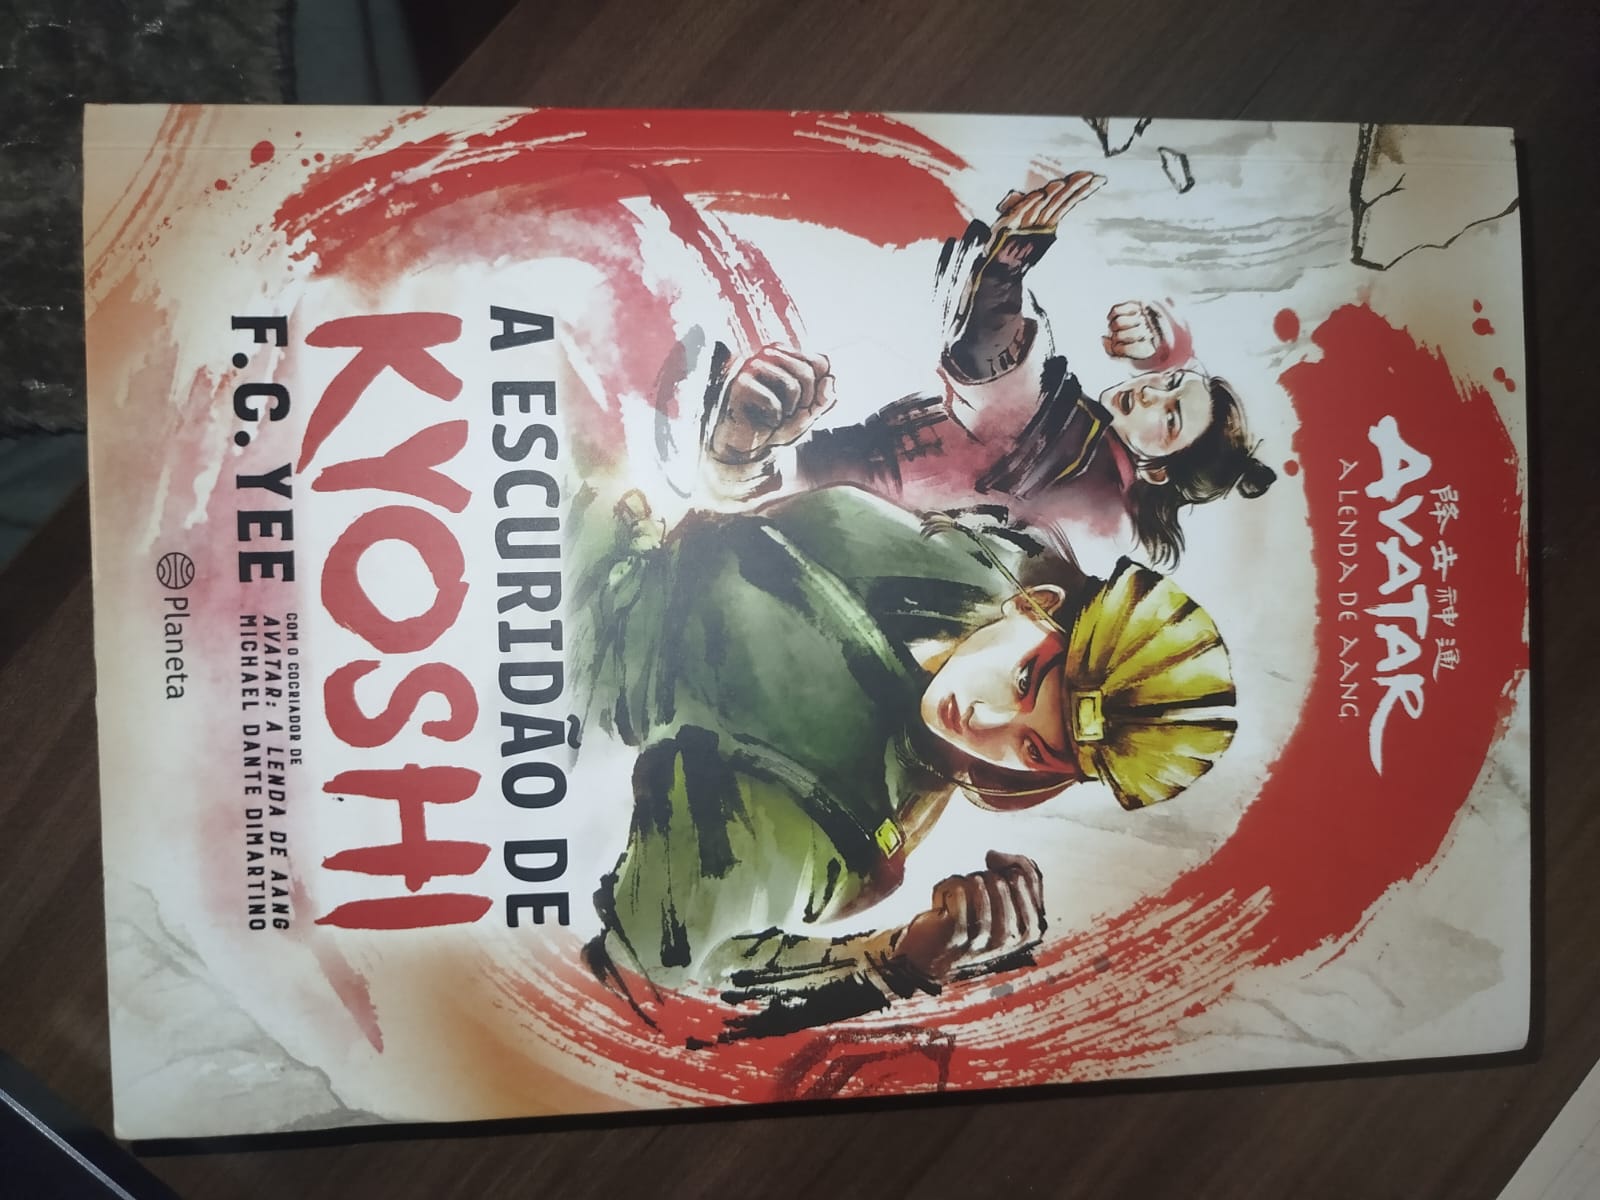 降去神通
AVATAR
A LENDA DE AANG
A ESCURIDÃO DE
KYOSHI
F. C. YEE
COM O COCRIADOR DE
AVATAR: A LENDA DE AANG
MICHAEL DANTE DIMARTINO
Planeta